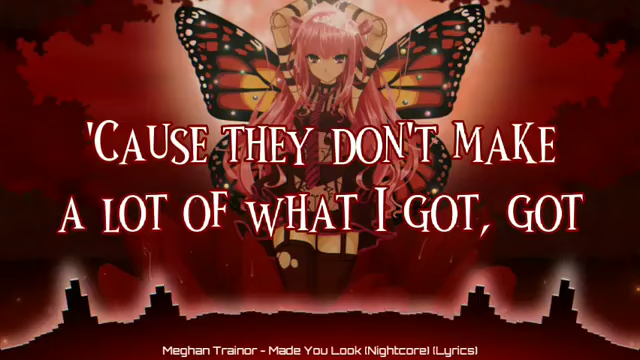 'CAUSE THEY DON'T MAKE
A LOT OF WHAT I GOT, GOT
Meghan Trainor - Made You Look (Nightcore) (Lyrics)